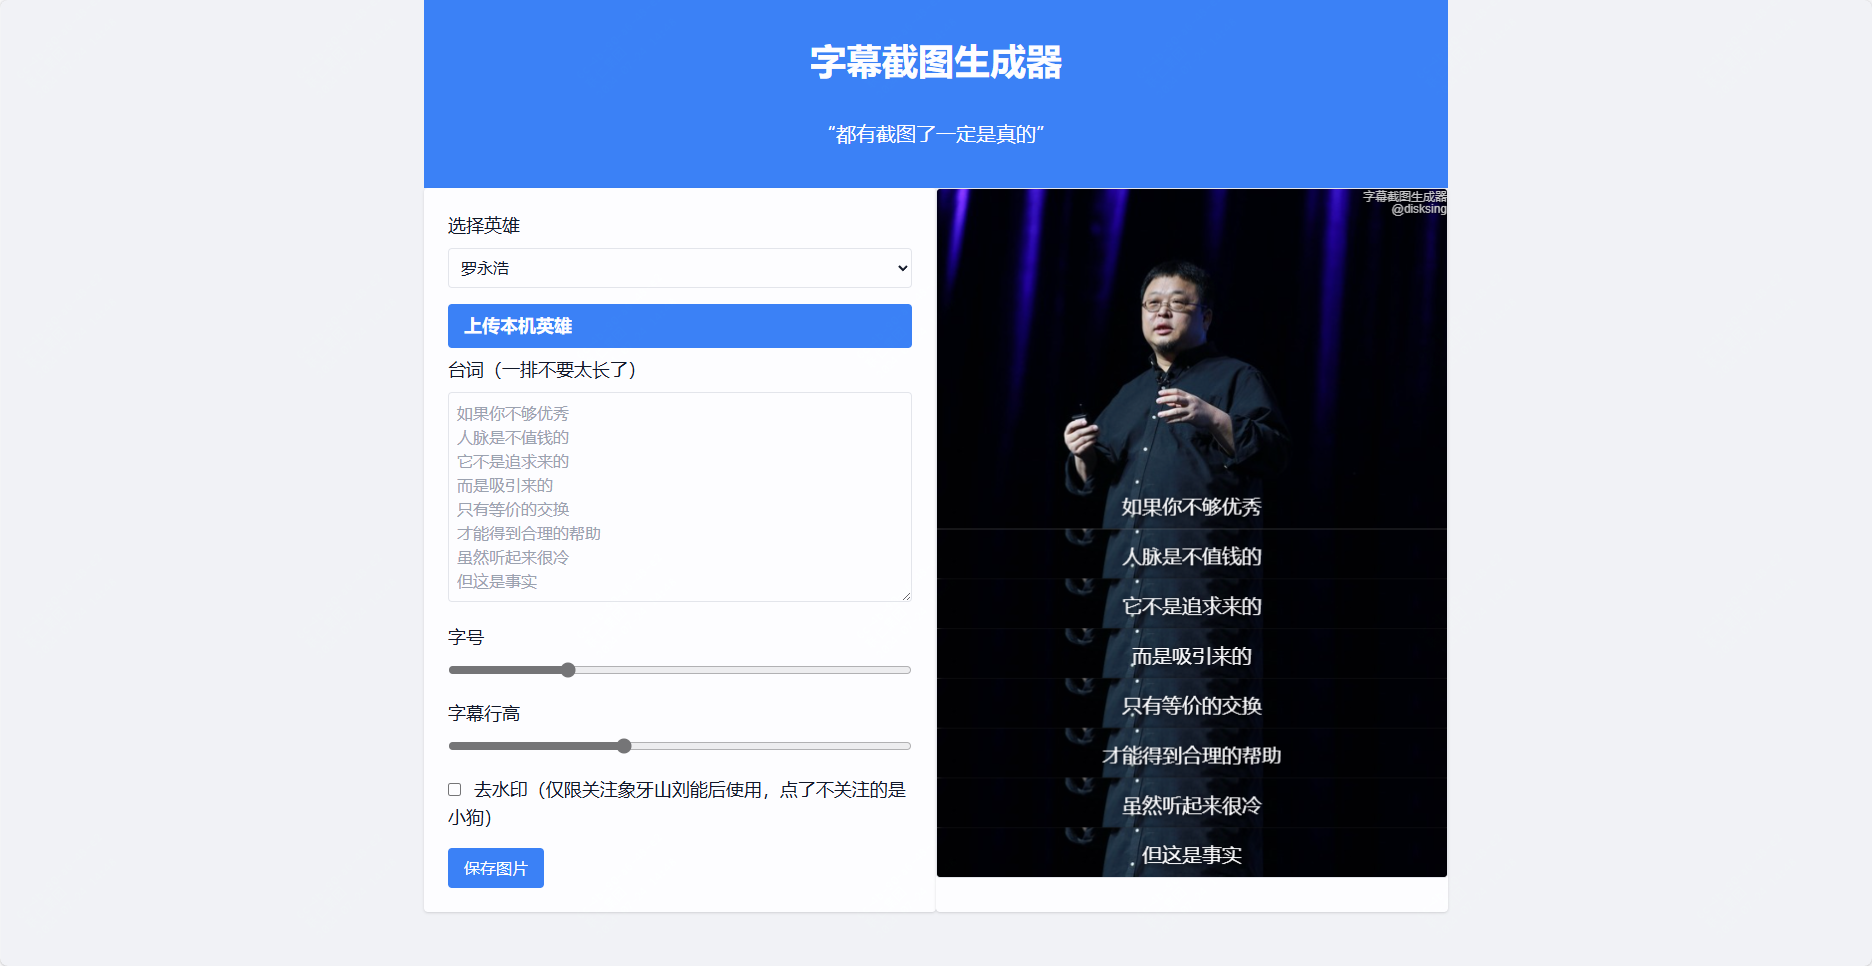 字幕截图生成器
“都有截图了一定是真的”
选择英雄
罗永浩
上传本机英雄
台词（一排不要太长了）
如果你不够优秀
人脉是不值钱的
它不是追求来的
而是吸引来的
只有等价的交换
才能得到合理的帮助
虽然听起来很冷
但这是事实
字号
字幕行高
去水印（仅限关注象牙山刘能后使用，点了不关注的是
小狗）
保存图片
字幕截图生成器
@disksing
如果你不够优秀
人脉是不值钱的
它不是追求来的
而是吸引来的
只有等价的交换
才能得到合理的帮助
虽然听起来很冷
但这是事实